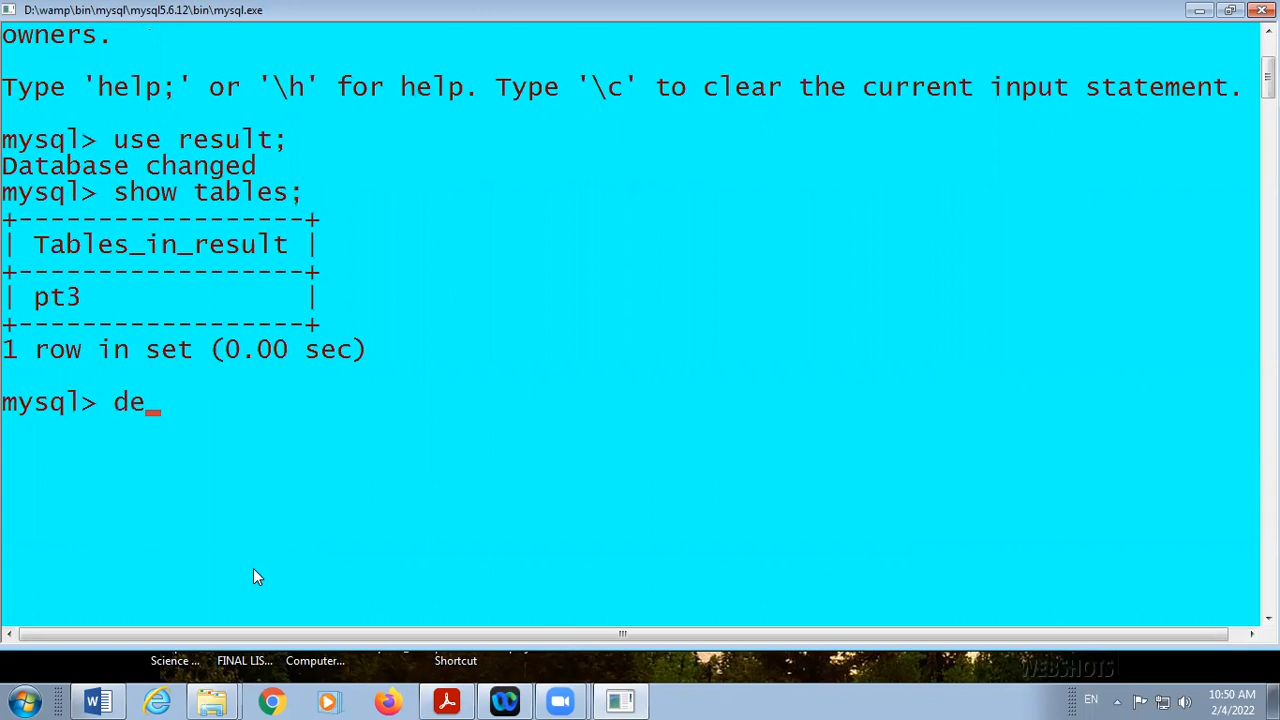 D:\wamp\bin\mysql\mysql5.6.12\bin\mysql.exe
owners.
Type 'help;' or '\h' for help. Type '\c' to clear the current input statement.
mysql> use result;
Database changed
mysql> show tables;
+-----------------+
| Tables_in_result |
+-----------------+
| pt3 |
+-----------------+
1 row in set (0.00 sec)
mysql> de_
Science ... FINAL LIS... Computer... Shortcut
WEBSHOTS
EN 10:50 AM
2/4/2022